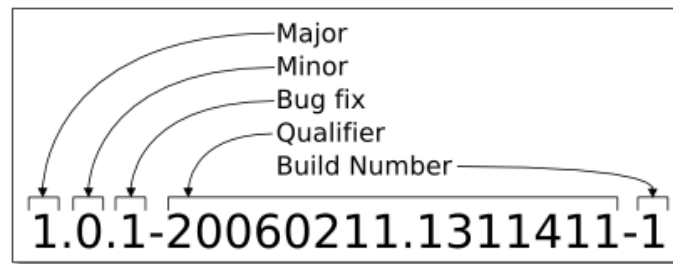 Major
Minor
Bug fix
Qualifier
Build Number
1.0.1-20060211.1311411-1